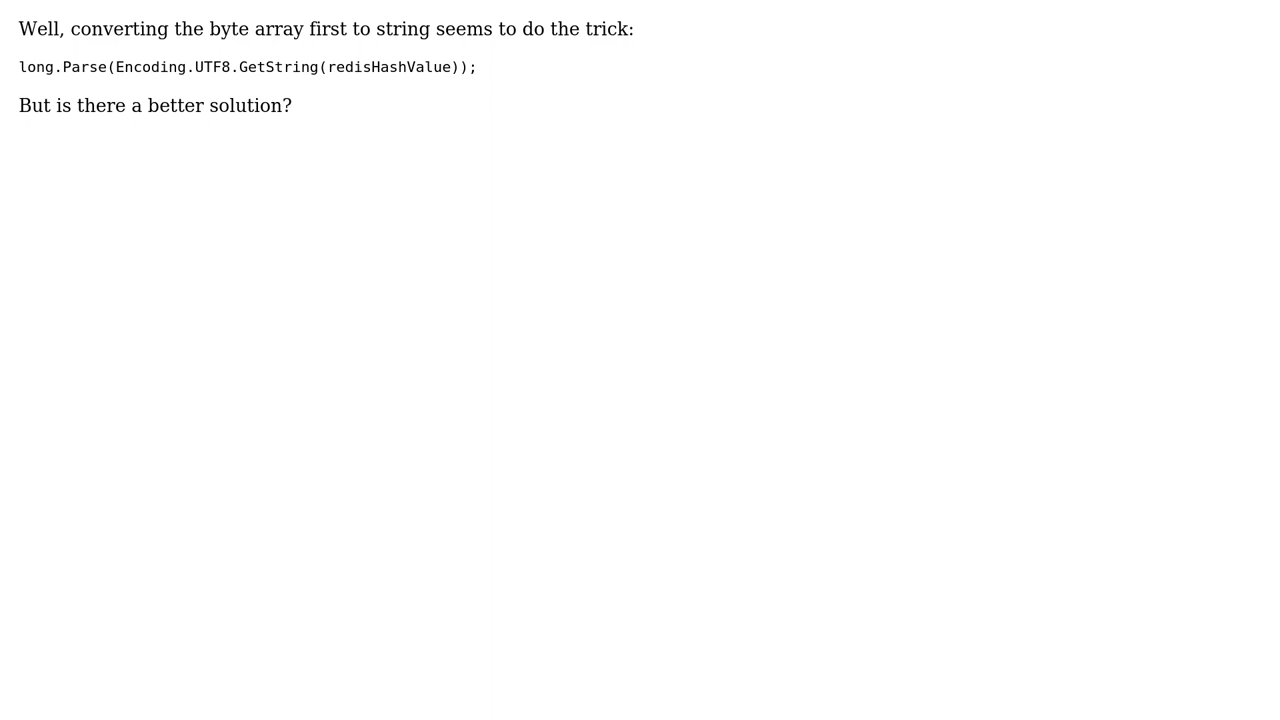 Well, converting the byte array first to string seems to do the trick:
long.Parse(Encoding.UTF8.GetString(redisHashValue));
But is there a better solution?